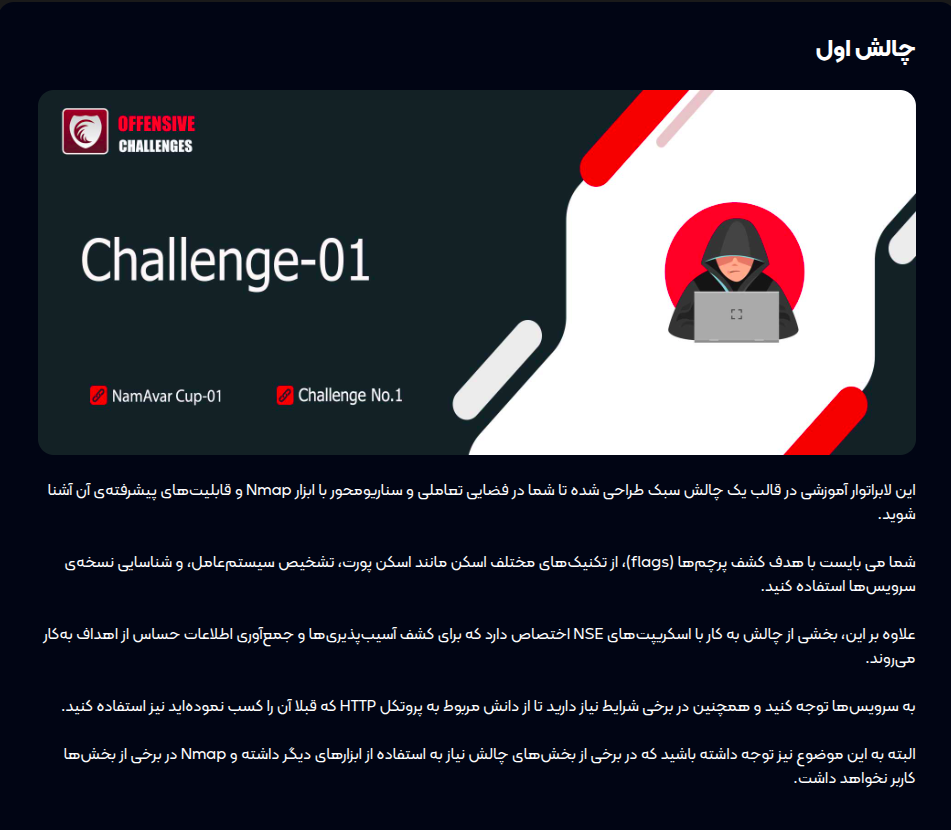 چالش اول
OFFENSIVE
CHALLENGES
Challenge-01
NamAvar Cup-01
Challenge No.1
این لابراتوار آموزشی در قالب یک چالش سبک طراحی شده تا شما در فضایی تعاملی و سناریومحور با ابزار Nmap و قابلیت‌های پیشرفته‌ی آن آشنا
شوید.
شما می بایست با هدف کشف پرچم‌ها (flags)، از تکنیک‌های مختلف اسکن مانند اسکن پورت، تشخیص سیستم‌عامل، و شناسایی نسخه‌ی
سرویس‌ها استفاده کنید.
علاوه بر این، بخشی از چالش به کار با اسکریپت‌های NSE اختصاص دارد که برای کشف آسیب‌پذیری‌ها و جمع‌آوری اطلاعات حساس از اهداف به‌کار
می‌روند.
به سرویس‌ها توجه کنید و همچنین در برخی شرایط نیاز دارید تا از دانش مربوط به پروتکل HTTP که قبلا آن را کسب نموده‌اید نیز استفاده کنید.
البته به این موضوع نیز توجه داشته باشید که در برخی از بخش‌های چالش نیاز به استفاده از ابزارهای دیگر داشته و Nmap در برخی از بخش‌ها
کاربر نخواهد داشت.